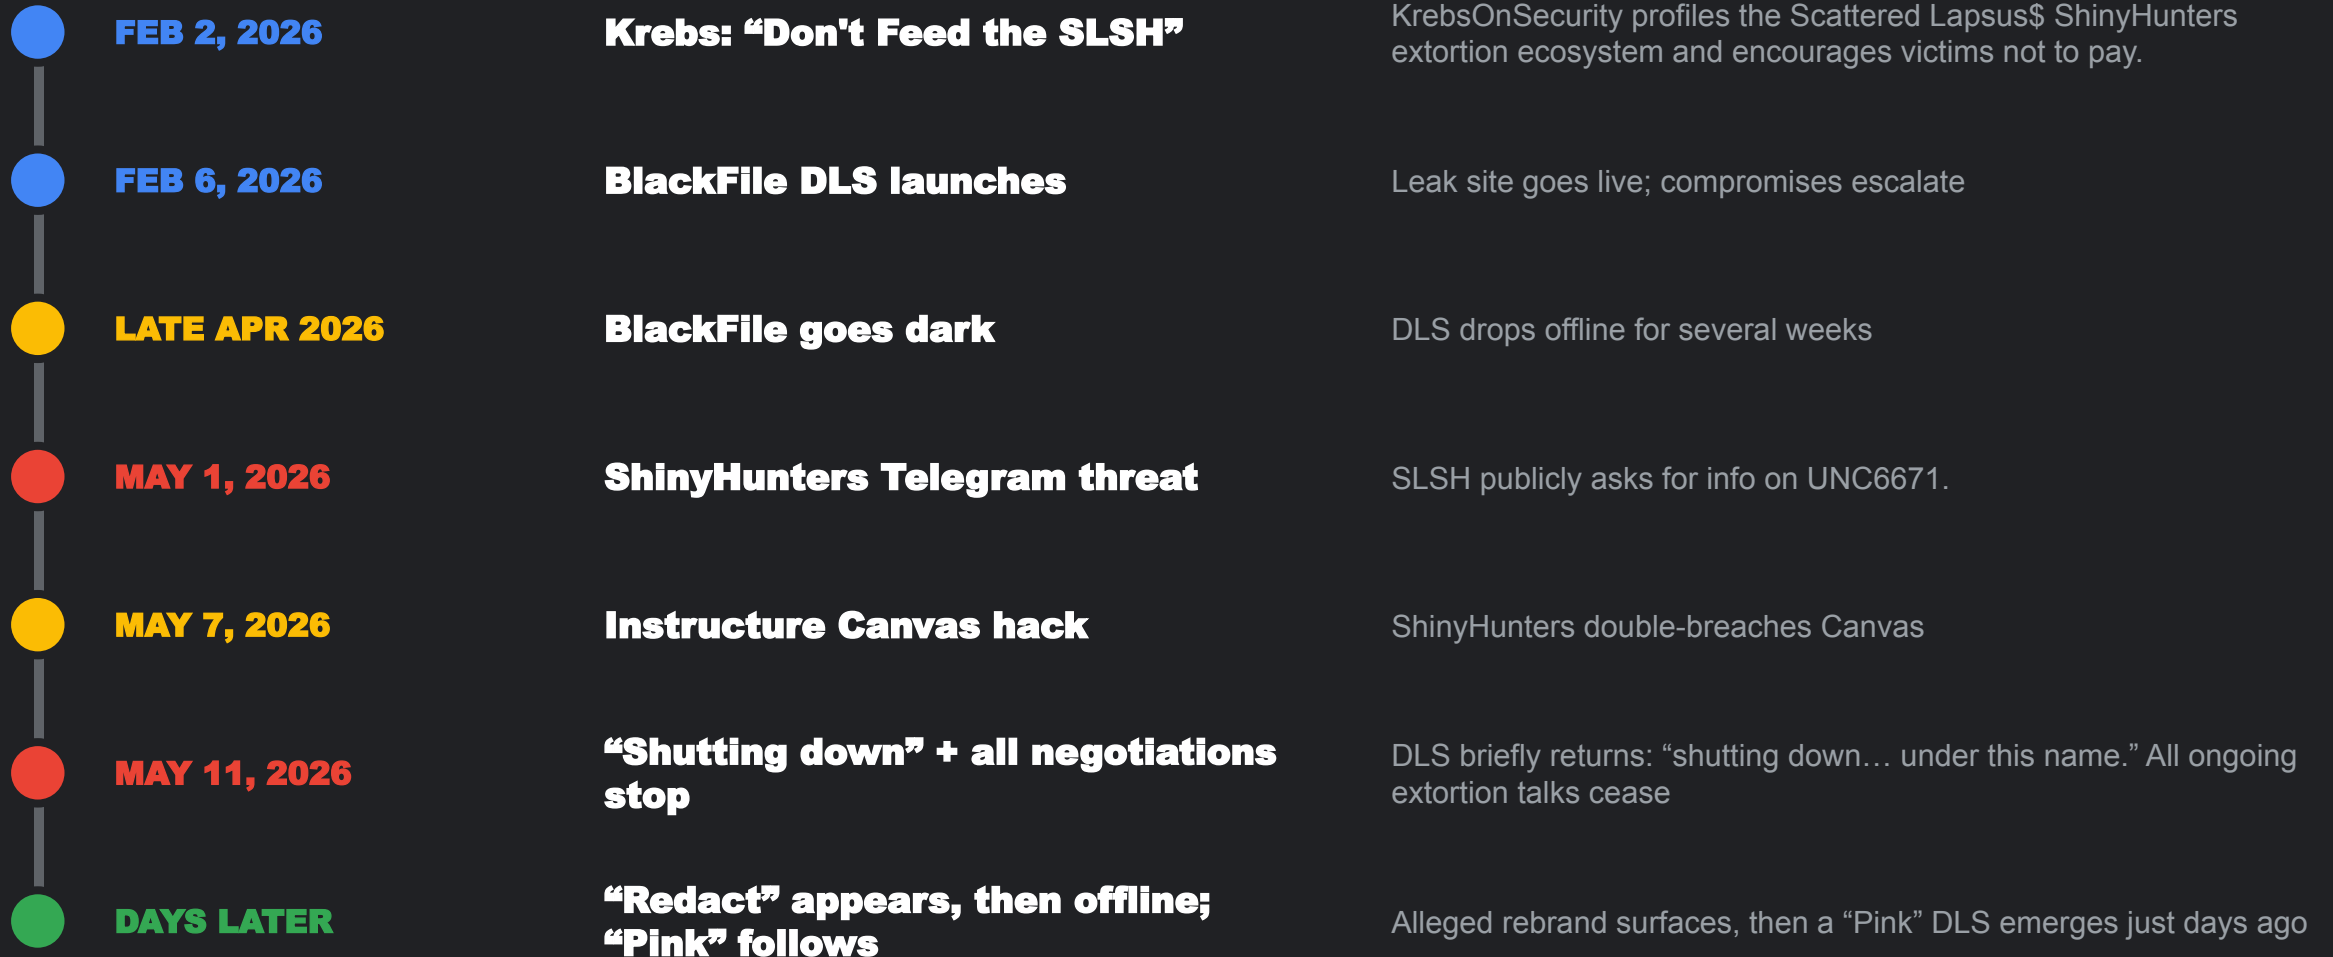 FEB 2, 2026
Krebs: “Don't Feed the SLSH”
KrebsOnSecurity profiles the Scattered Lapsus$ ShinyHunters
extortion ecosystem and encourages victims not to pay.
FEB 6, 2026
BlackFile DLS launches
Leak site goes live; compromises escalate
LATE APR 2026
BlackFile goes dark
DLS drops offline for several weeks
MAY 1, 2026
ShinyHunters Telegram threat
SLSH publicly asks for info on UNC6671.
MAY 7, 2026
Instructure Canvas hack
ShinyHunters double-breaches Canvas
MAY 11, 2026
“Shutting down” + all negotiations
stop
DLS briefly returns: “shutting down… under this name.” All ongoing
extortion talks cease
DAYS LATER
“Redact” appears, then offline;
“Pink” follows
Alleged rebrand surfaces, then a “Pink” DLS emerges just days ago